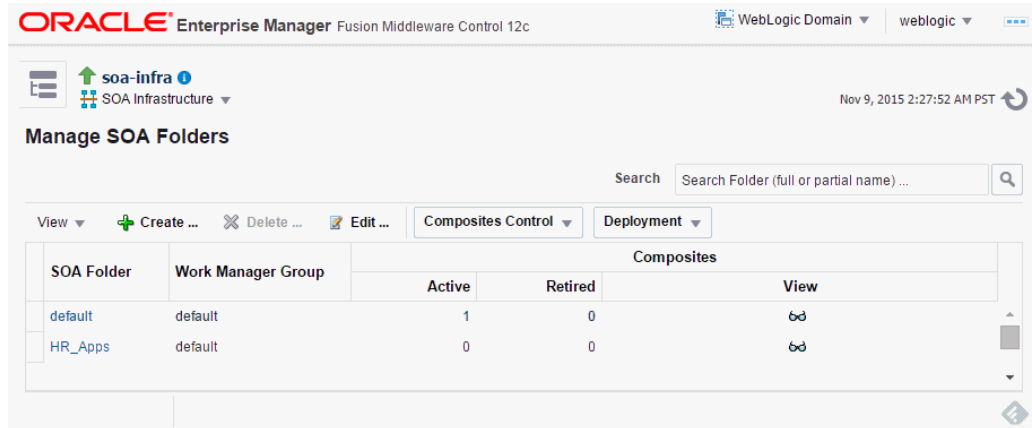 ORACLE Enterprise Manager Fusion Middleware Control 12c WebLogic Domain weblogic
soa-infra
SOA Infrastructure Nov 9, 2015 2:27:52 AM PST
Manage SOA Folders
Search Search Folder (full or partial name) ...
View Create ... Delete ... Edit ... Composites Control Deployment
SOA Folder Work Manager Group Composites
Active Retired View
default default 1 0
HR_Apps default 0 0